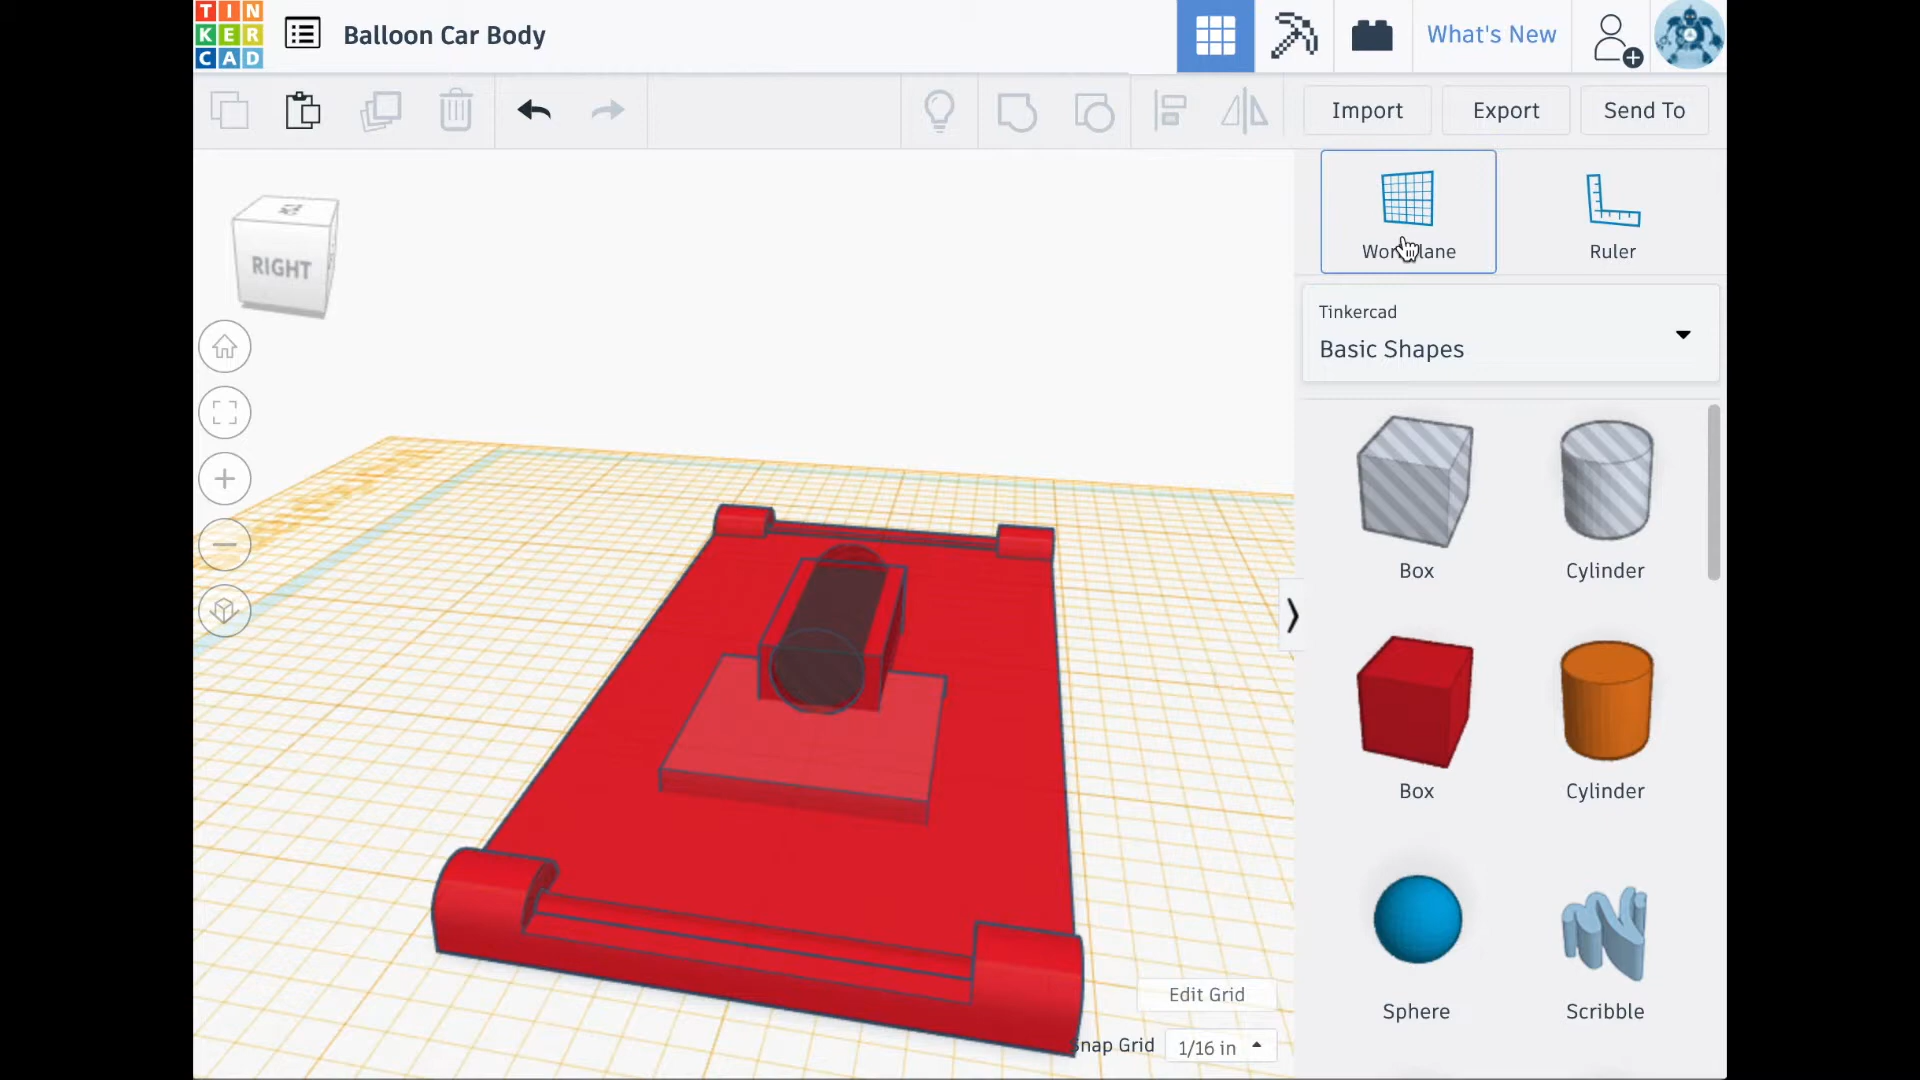 TIN
KER
CAD
Balloon Car Body
What's New
Import
Export
Send To
RIGHT
Workplane
Ruler
Tinkercad
Basic Shapes
Box
Cylinder
Box
Cylinder
Sphere
Scribble
Edit Grid
Snap Grid
1/16 in